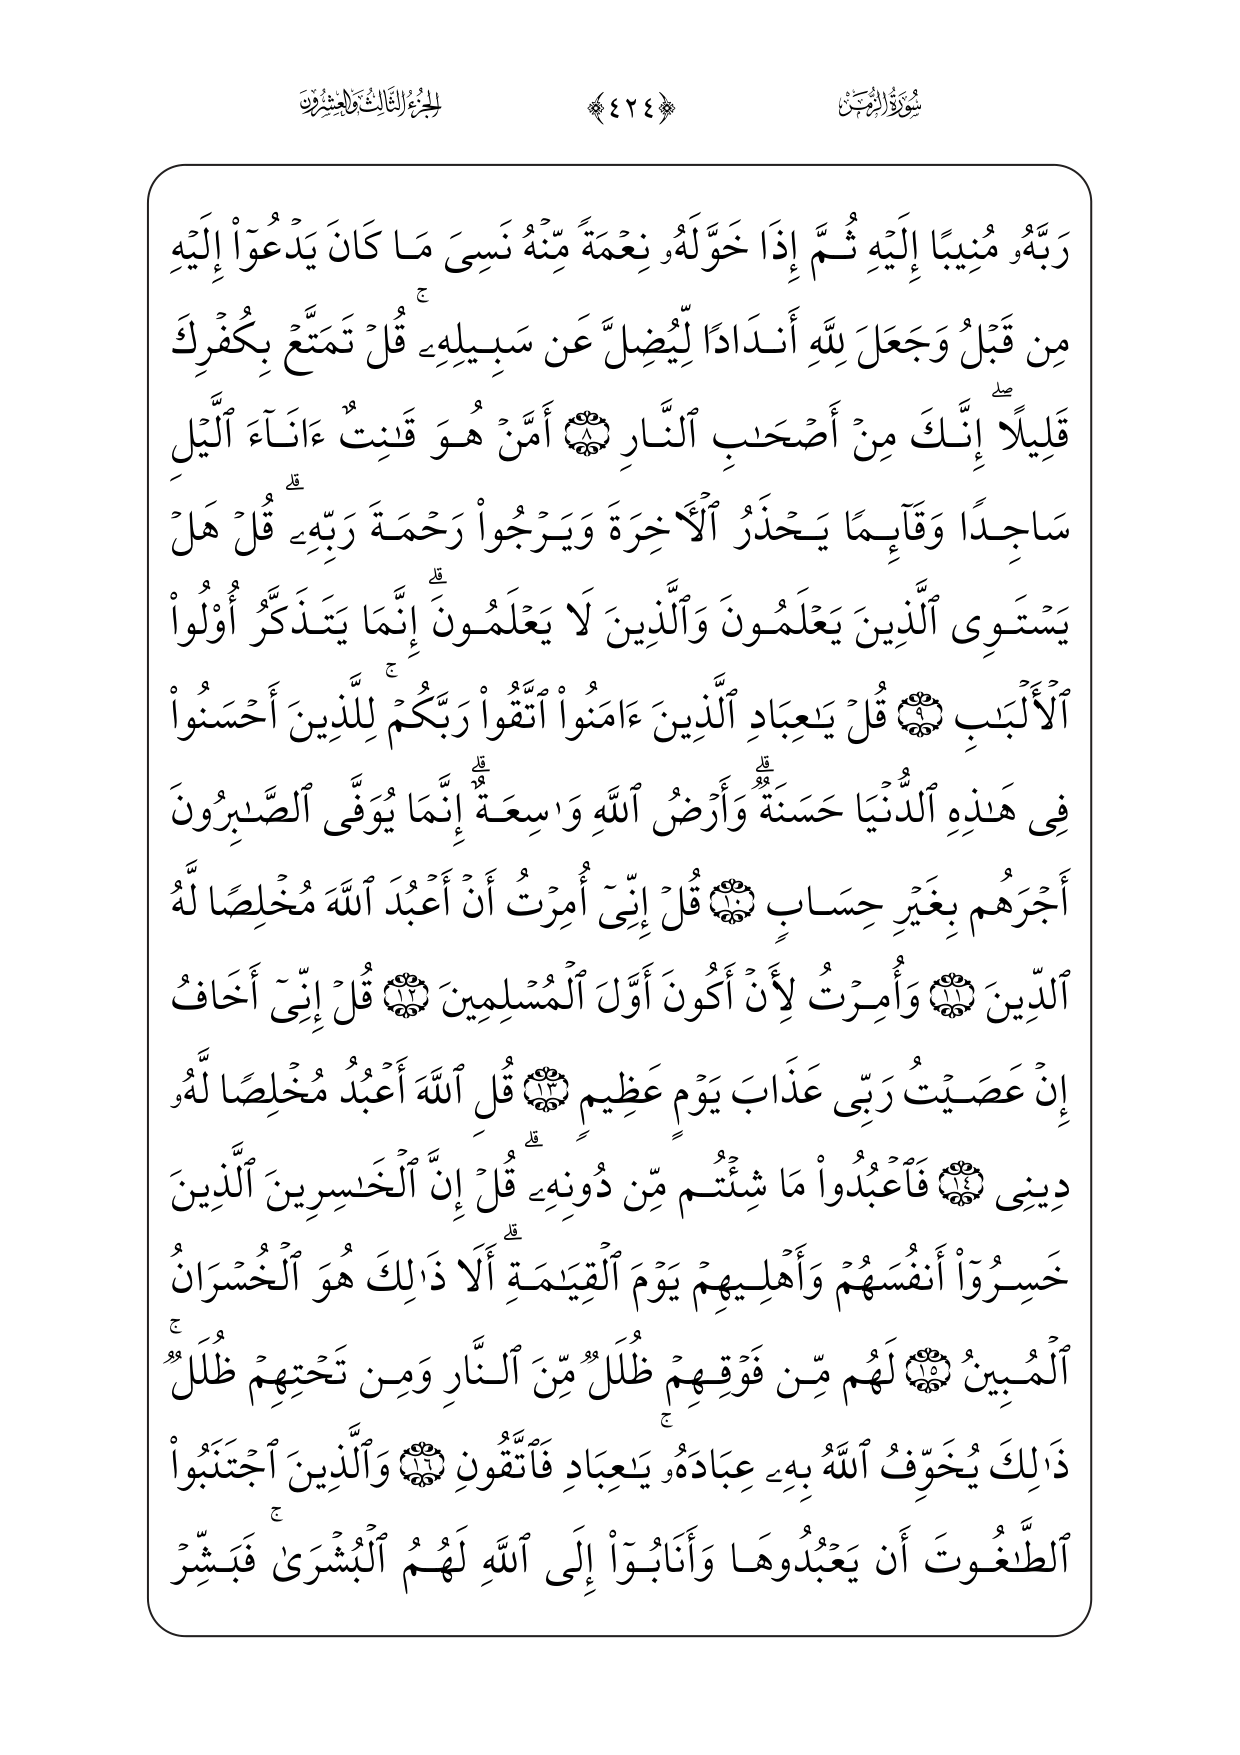 سُورَةُ الزُّمَرِ ﴿٤٢٤﴾ الجُزْءُ الثَّالِثُ وَالعِشْرُونَ
رَبَّهُۥ مُنِيبًا إِلَيْهِ ثُمَّ إِذَا خَوَّلَهُۥ نِعْمَةً مِّنْهُ نَسِىَ مَا كَانَ يَدْعُوٓا۟ إِلَيْهِ
مِن قَبْلُ وَجَعَلَ لِلَّهِ أَندَادًا لِّيُضِلَّ عَن سَبِيلِهِۦ ۚ قُلْ تَمَتَّعْ بِكُفْرِكَ
قَلِيلًا ۖ إِنَّكَ مِنْ أَصْحَـٰبِ ٱلنَّارِ ﴿٨﴾ أَمَّنْ هُوَ قَـٰنِتٌ ءَانَآءَ ٱلَّيْلِ
سَاجِدًا وَقَآئِمًا يَحْذَرُ ٱلْـَٔاخِرَةَ وَيَرْجُوا۟ رَحْمَةَ رَبِّهِۦ ۗ قُلْ هَلْ
يَسْتَوِى ٱلَّذِينَ يَعْلَمُونَ وَٱلَّذِينَ لَا يَعْلَمُونَ ۗ إِنَّمَا يَتَذَكَّرُ أُو۟لُوا۟
ٱلْأَلْبَـٰبِ ﴿٩﴾ قُلْ يَـٰعِبَادِ ٱلَّذِينَ ءَامَنُوا۟ ٱتَّقُوا۟ رَبَّكُمْ ۚ لِلَّذِينَ أَحْسَنُوا۟
فِى هَـٰذِهِ ٱلدُّنْيَا حَسَنَةٌ ۗ وَأَرْضُ ٱللَّهِ وَٰسِعَةٌ ۗ إِنَّمَا يُوَفَّى ٱلصَّـٰبِرُونَ
أَجْرَهُم بِغَيْرِ حِسَابٍ ﴿١٠﴾ قُلْ إِنِّىٓ أُمِرْتُ أَنْ أَعْبُدَ ٱللَّهَ مُخْلِصًا لَّهُ
ٱلدِّينَ ﴿١١﴾ وَأُمِرْتُ لِأَنْ أَكُونَ أَوَّلَ ٱلْمُسْلِمِينَ ﴿١٢﴾ قُلْ إِنِّىٓ أَخَافُ
إِنْ عَصَيْتُ رَبِّى عَذَابَ يَوْمٍ عَظِيمٍ ﴿١٣﴾ قُلِ ٱللَّهَ أَعْبُدُ مُخْلِصًا لَّهُۥ
دِينِى ﴿١٤﴾ فَٱعْبُدُوا۟ مَا شِئْتُم مِّن دُونِهِۦ ۗ قُلْ إِنَّ ٱلْخَـٰسِرِينَ ٱلَّذِينَ
خَسِرُوٓا۟ أَنفُسَهُمْ وَأَهْلِيهِمْ يَوْمَ ٱلْقِيَـٰمَةِ ۗ أَلَا ذَٰلِكَ هُوَ ٱلْخُسْرَانُ
ٱلْمُبِينُ ﴿١٥﴾ لَهُم مِّن فَوْقِهِمْ ظُلَلٌ مِّنَ ٱلنَّارِ وَمِن تَحْتِهِمْ ظُلَلٌ ۚ
ذَٰلِكَ يُخَوِّفُ ٱللَّهُ بِهِۦ عِبَادَهُۥ ۚ يَـٰعِبَادِ فَٱتَّقُونِ ﴿١٦﴾ وَٱلَّذِينَ ٱجْتَنَبُوا۟
ٱلطَّـٰغُوتَ أَن يَعْبُدُوهَا وَأَنَابُوٓا۟ إِلَى ٱللَّهِ لَهُمُ ٱلْبُشْرَىٰ ۚ فَبَشِّرْ